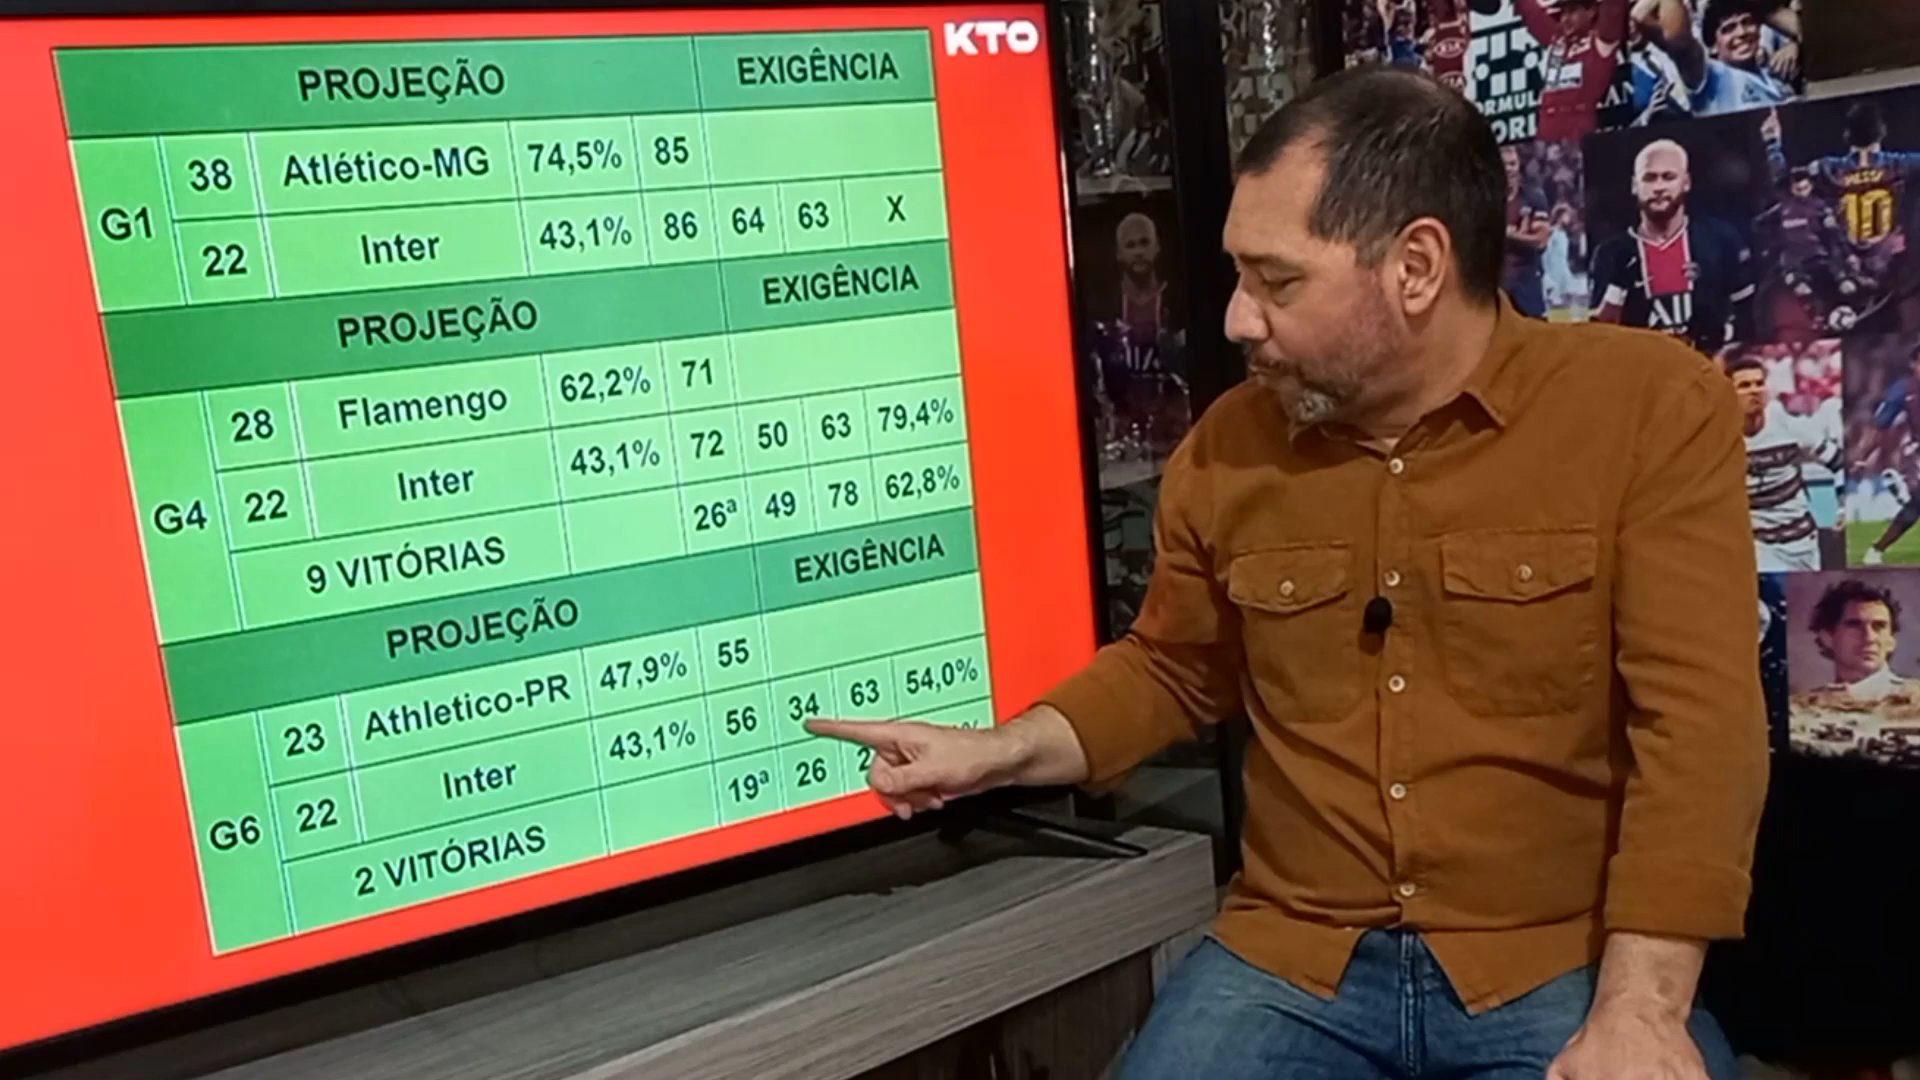 KTO
PROJEÇÃO EXIGÊNCIA
G1
38 Atlético-MG 74,5% 85
22 Inter 43,1% 86 64 63 X
PROJEÇÃO EXIGÊNCIA
G4
28 Flamengo 62,2% 71
22 Inter 43,1% 72 50 63 79,4%
9 VITÓRIAS 26ª 49 78 62,8%
PROJEÇÃO EXIGÊNCIA
G6
23 Athletico-PR 47,9% 55
22 Inter 43,1% 56 34 63 54,0%
2 VITÓRIAS 19ª 26
MESSI
10